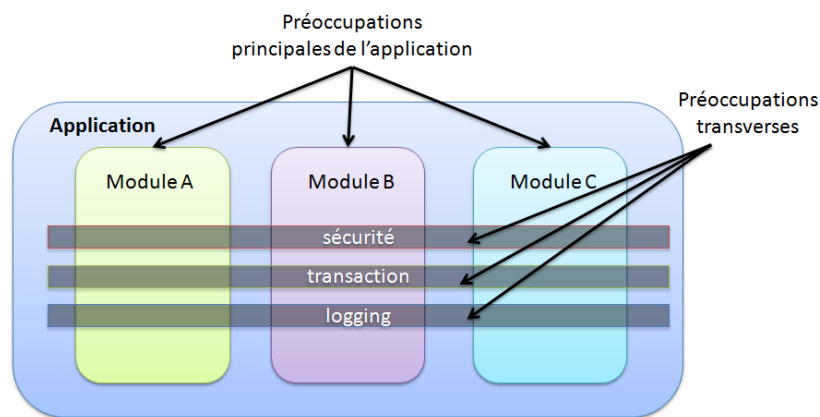 Préoccupations
principales de l’application
Préoccupations
transverses
Application
Module A
Module B
Module C
sécurité
transaction
logging